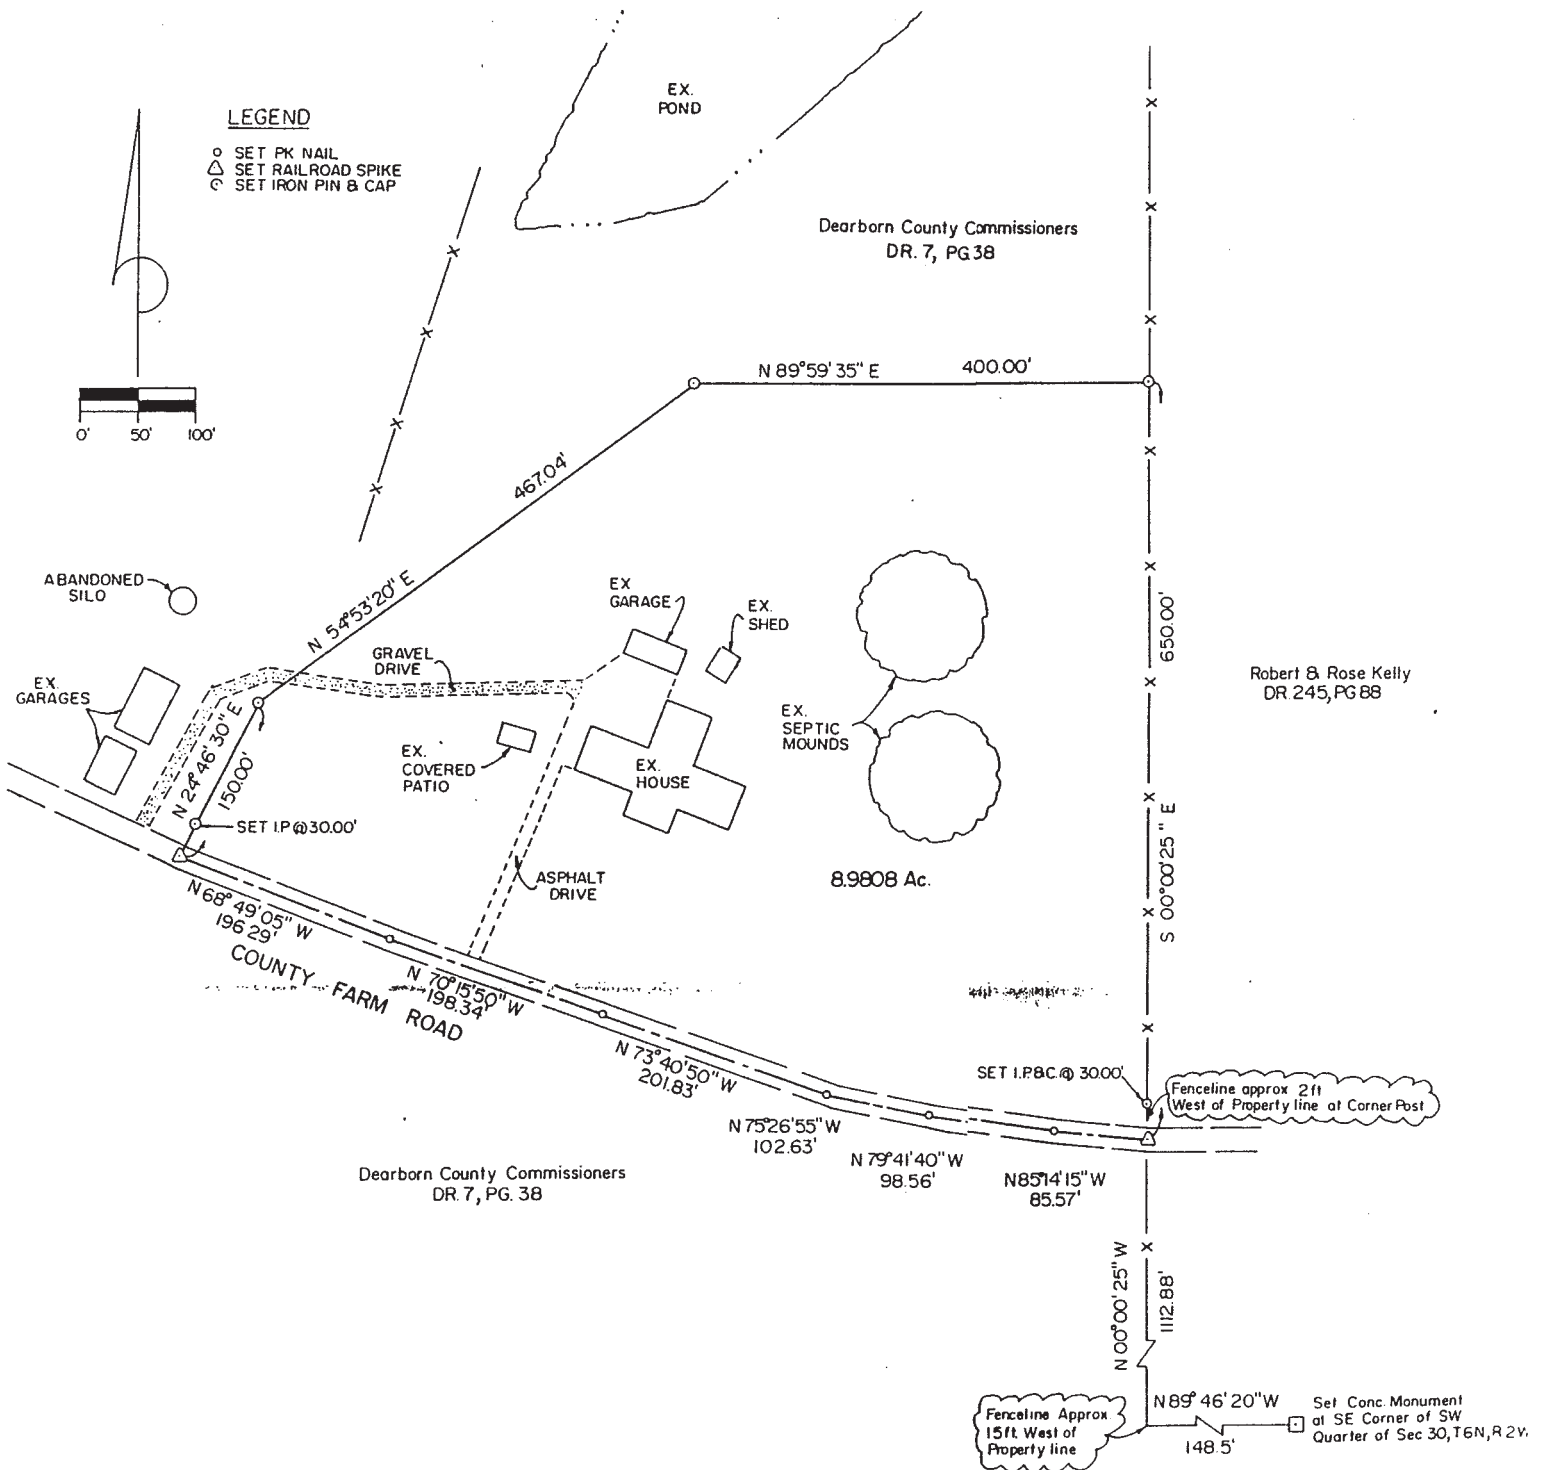 LEGEND
SET PK NAIL
SET RAILROAD SPIKE
SET IRON PIN & CAP
EX.
POND
Dearborn County Commissioners
DR. 7, PG 38
0' 50' 100'
N 89°59'35" E 400.00'
467.04'
N 54°53'20" E
ABANDONED
SILO
EX.
GARAGES
GRAVEL
DRIVE
EX
GARAGE
EX.
SHED
650.00'
S 00°00'25" E
Robert & Rose Kelly
DR. 245, PG 88
N 24°46'30" E
150.00'
SET I.P @ 30.00'
EX.
COVERED
PATIO
EX.
HOUSE
EX.
SEPTIC
MOUNDS
ASPHALT
DRIVE
8.9808 Ac.
N 68°49'05" W
196.29'
COUNTY FARM ROAD
N 70°15'50" W
198.34'
N 73°40'50" W
201.83'
N 75°26'55" W
102.63'
N 79°41'40" W
98.56'
N85°14'15" W
85.57'
SET I.P.&C. @ 30.00'
Fenceline approx 2ft
West of Property line at Corner Post
Dearborn County Commissioners
DR. 7, PG. 38
N 00°00'25" W
1112.88'
Fenceline Approx
15ft. West of
Property line
N 89°46'20" W
148.5'
Set Conc. Monument
at SE Corner of SW
Quarter of Sec 30, T6N,